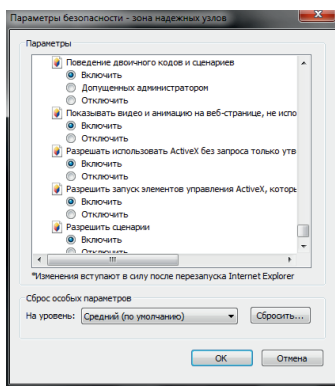 Параметры безопасности - зона надежных узлов
Параметры
Поведение двоичного кодов и сценариев
Включить
Допущенных администратором
Отключить
Показывать видео и анимацию на веб-странице, не испо
Включить
Отключить
Разрешать использовать ActiveX без запроса только утв
Включить
Отключить
Разрешить запуск элементов управления ActiveX, которь
Включить
Отключить
Разрешить сценарии
Включить
Отключить
*Изменения вступают в силу после перезапуска Internet Explorer
Сброс особых параметров
На уровень: Средний (по умолчанию) Сбросить...
OK Отмена